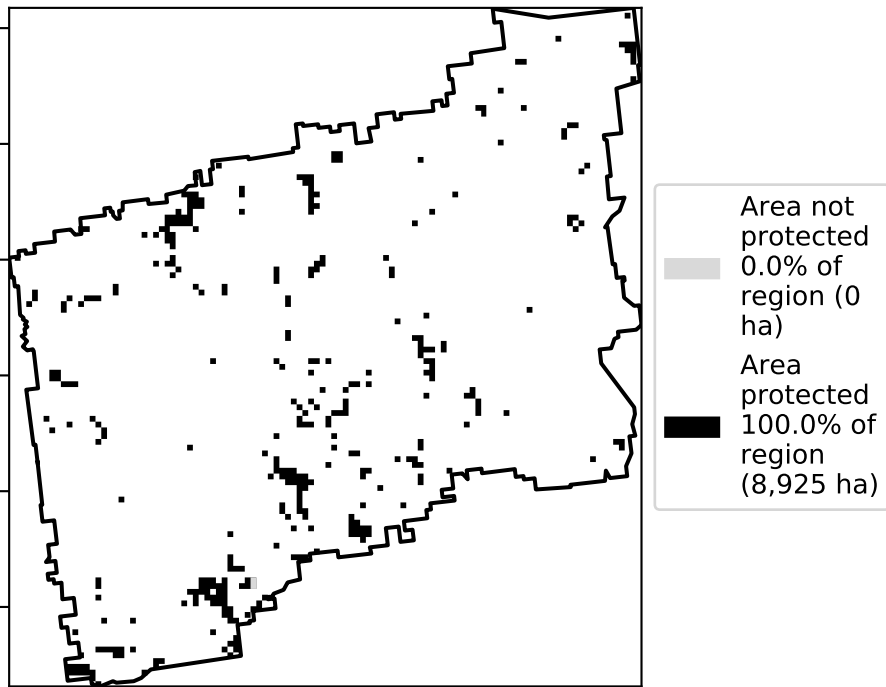 Area not
protected
0.0% of
region (0
ha)
Area
protected
100.0% of
region
(8,925 ha)